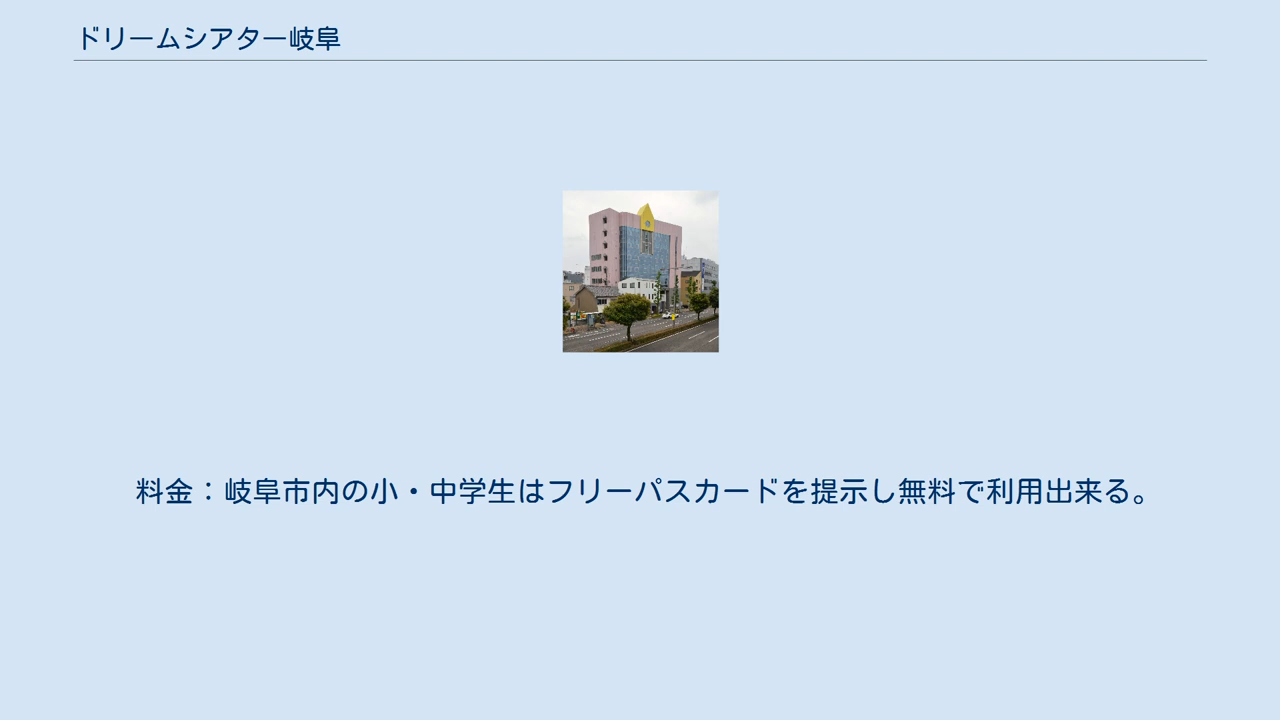 ドリームシアター岐阜
料金：岐阜市内の小・中学生はフリーパスカードを提示し無料で利用出来る。